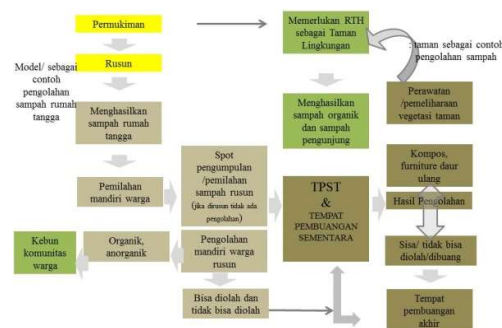 Permukiman
Rusun
Model/ sebagai
contoh
pengolahan
sampah rumah
tangga
Menghasilkan
sampah rumah
tangga
Pemilahan
mandiri warga
Kebun
komunitas
warga
Organik,
anorganik
Spot
pengumpulan
/pemilahan
sampah rusun
(jika dirusun tidak ada
pengolahan)
Pengolahan
mandiri warga
rusun
Bisa diolah dan
tidak bisa diolah
Memerlukan RTH
sebagai Taman
Lingkungan
Menghasilkan
sampah organik
dan sampah
pengunjung
TPST
&
TEMPAT
PEMBUANGAN
SEMENTARA
: taman sebagai contoh
pengolahan sampah
Perawatan
/pemeliharaan
vegetasi taman
Kompos,
furniture daur
ulang
Hasil Pengolahan
Sisa/ tidak bisa
diolah/dibuang
Tempat
pembuangan
akhir